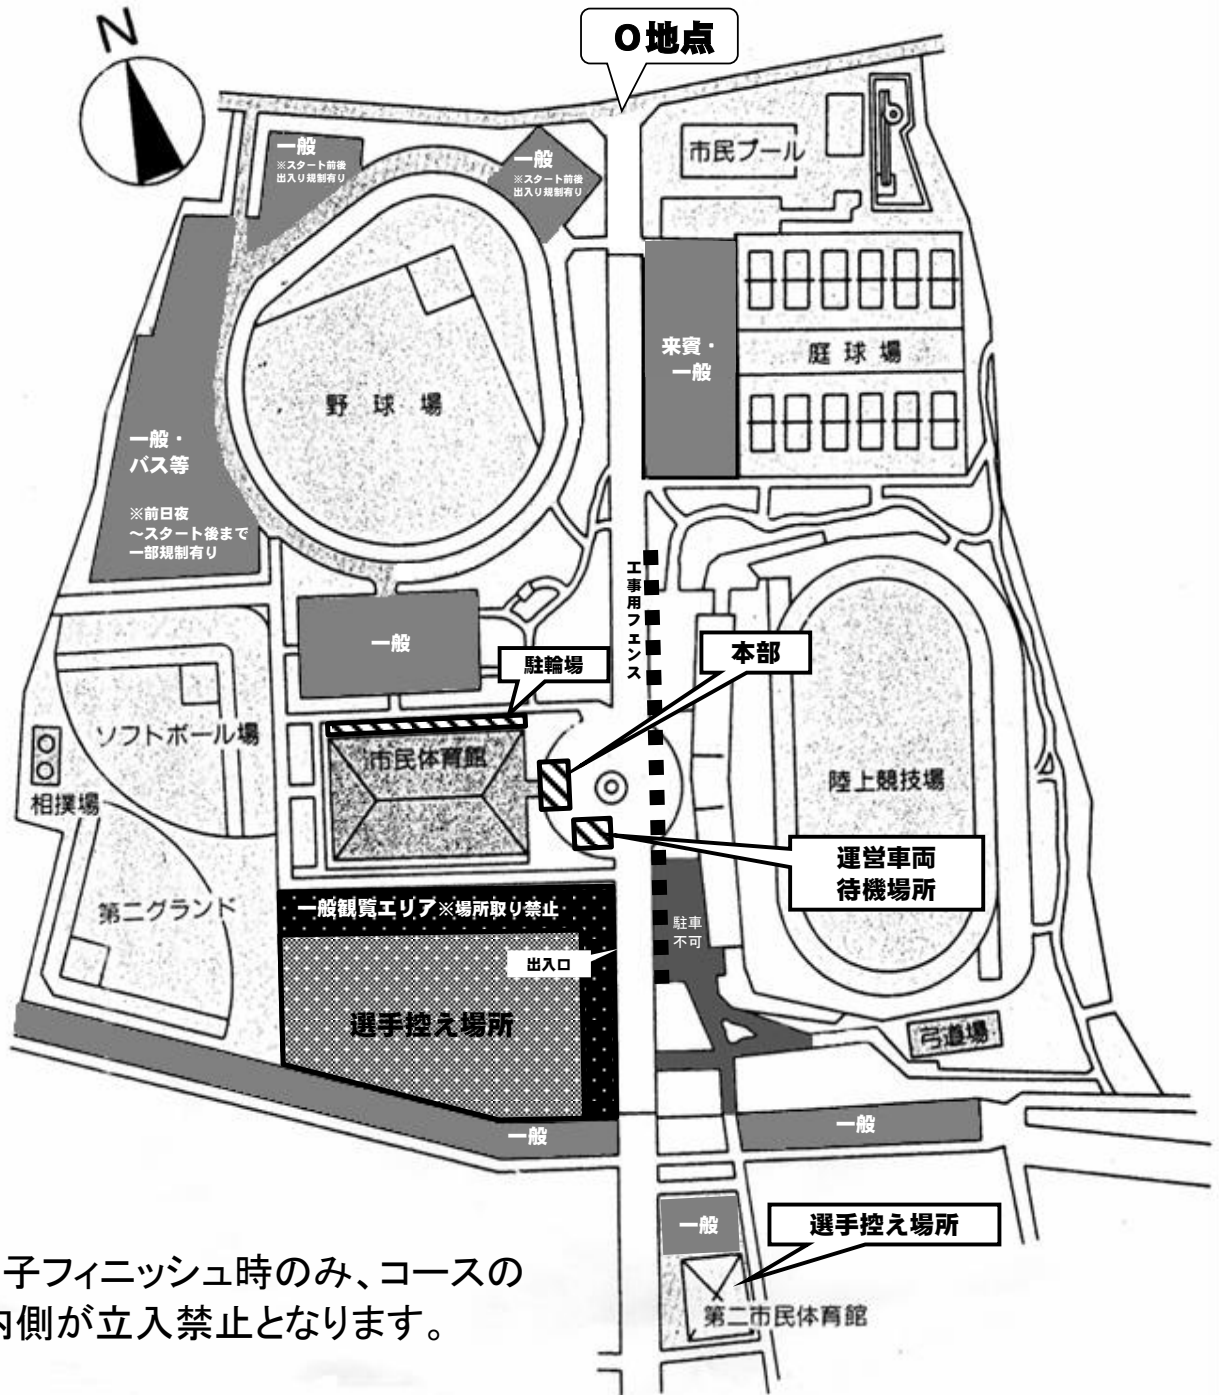 N
O地点
一般
※スタート前後
出入り規制有り
一般
※スタート前後
出入り規制有り
市民プール
来賓・
一般
庭球場
野球場
一般・
バス等
※前日夜
～スタート後まで
一部規制有り
工事用フェンス
一般
駐輪場
本部
ソフトボール場
市民体育館
相撲場
陸上競技場
運営車両
待機場所
第二グランド
一般観覧エリア※場所取り禁止
駐車
不可
出入口
選手控え場所
弓道場
一般
一般
一般
選手控え場所
第二市民体育館
子フィニッシュ時のみ、コースの
内側が立入禁止となります。